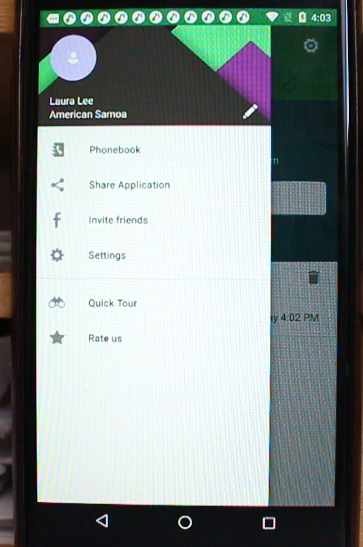 4:03
Laura Lee
American Samoa
Phonebook
Share Application
Invite friends
Settings
Quick Tour
Rate us
4:02 PM